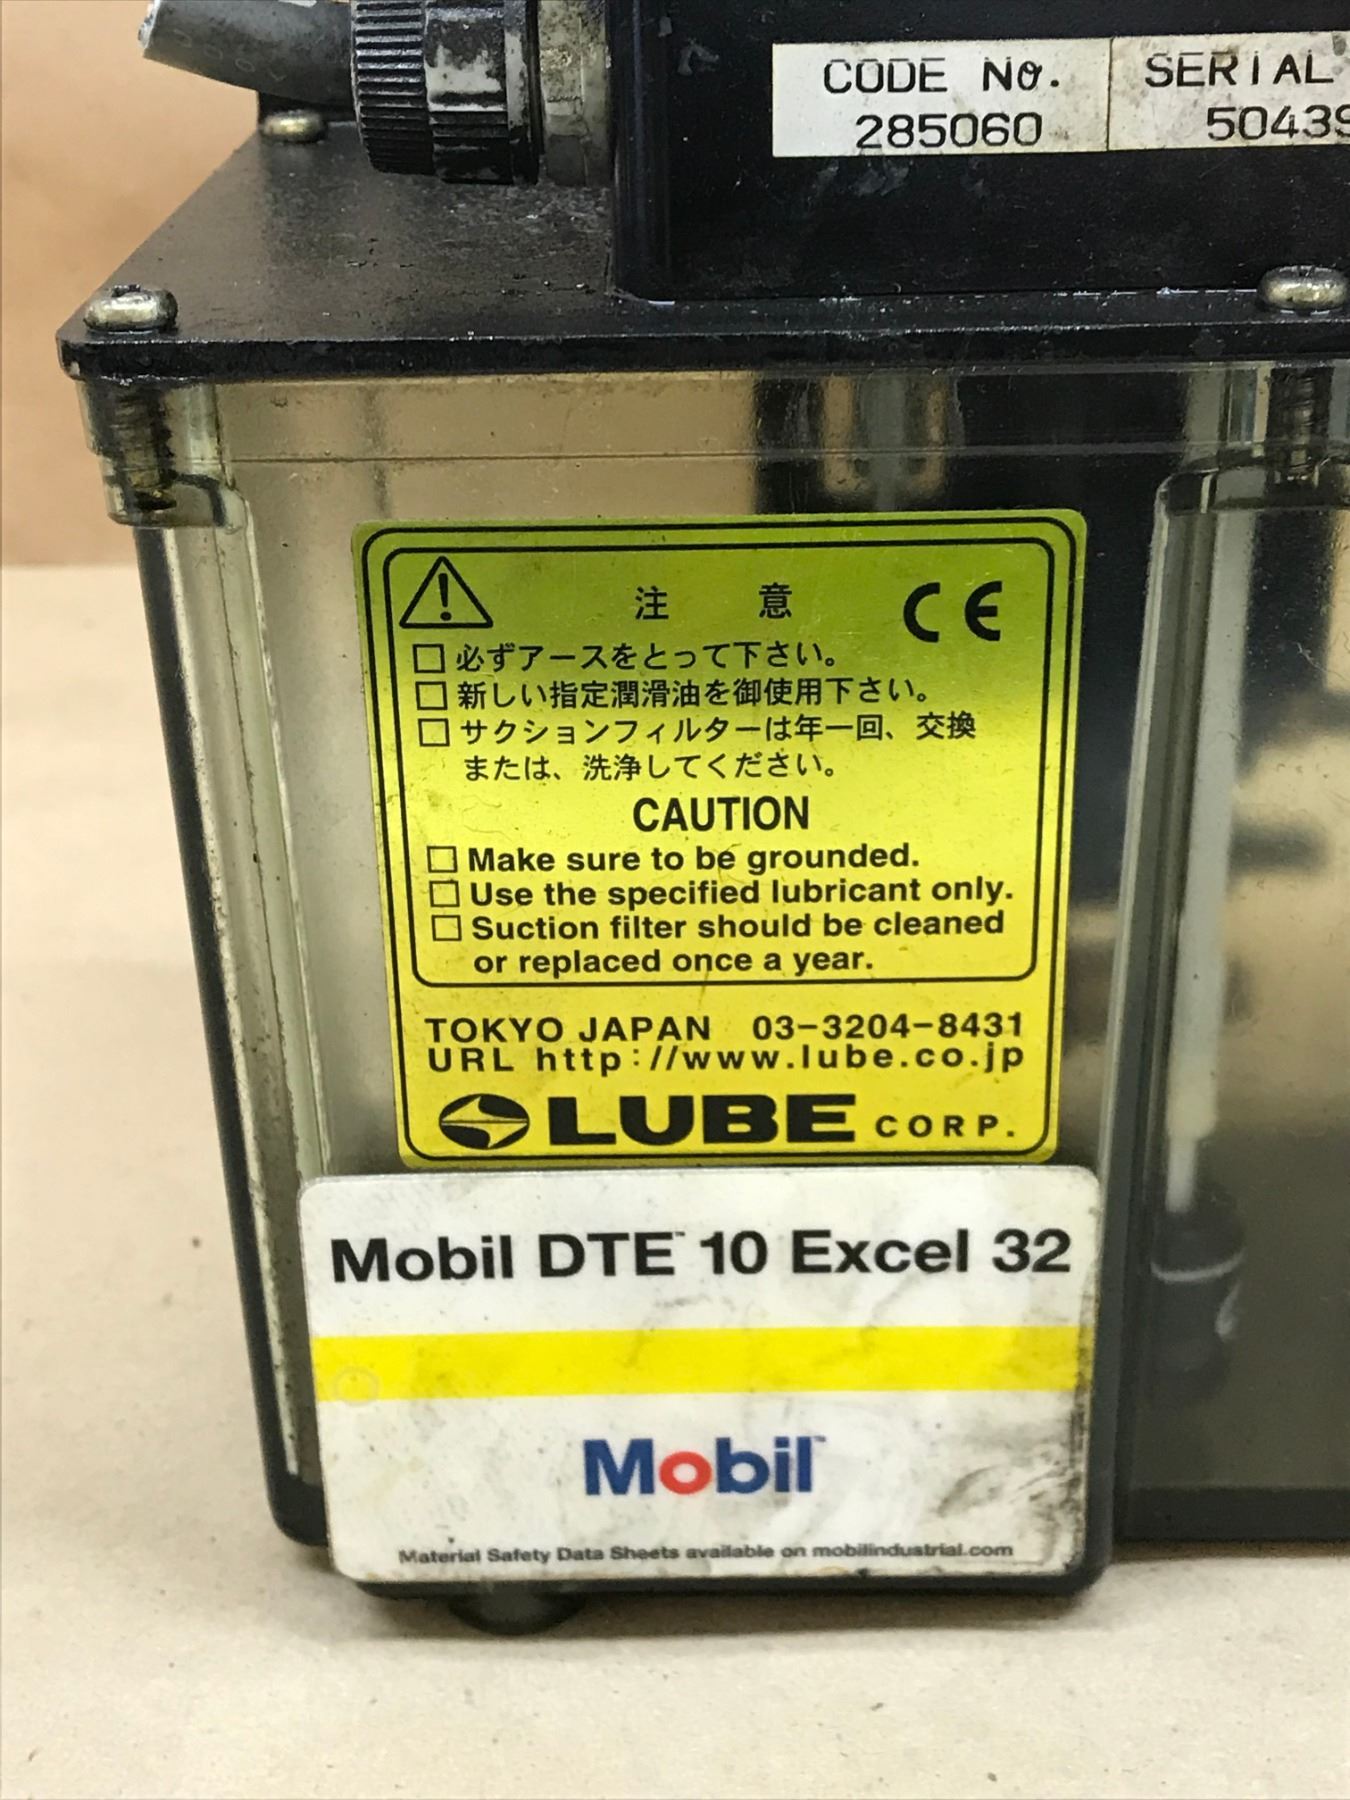 CODE No.
285060
SERIAL
50439
注 意
CE
□必ずアースをとって下さい。
□新しい指定潤滑油を御使用下さい。
□サクションフィルターは年一回、交換
または、洗浄してください。
CAUTION
□Make sure to be grounded.
□Use the specified lubricant only.
□Suction filter should be cleaned
or replaced once a year.
TOKYO JAPAN 03-3204-8431
URL http://www.lube.co.jp
LUBE CORP.
Mobil DTE™ 10 Excel 32
Mobil™
Material Safety Data Sheets available on mobilindustrial.com